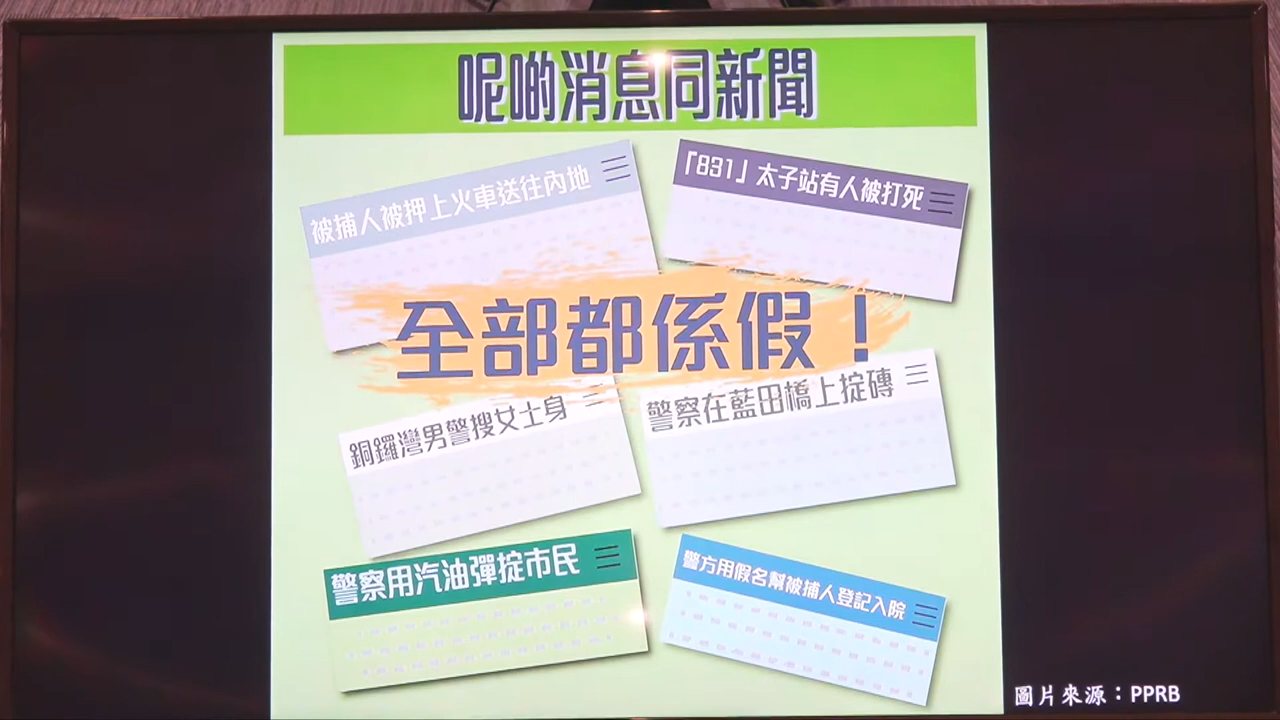 呢啲消息同新聞
被捕人被押上火車送往內地
「831」太子站有人被打死
全部都係假！
銅鑼灣男警搜女士身
警察在藍田橋上掟磚
警察用汽油彈掟市民
警方用假名幫被捕人登記入院
圖片來源：PPRB